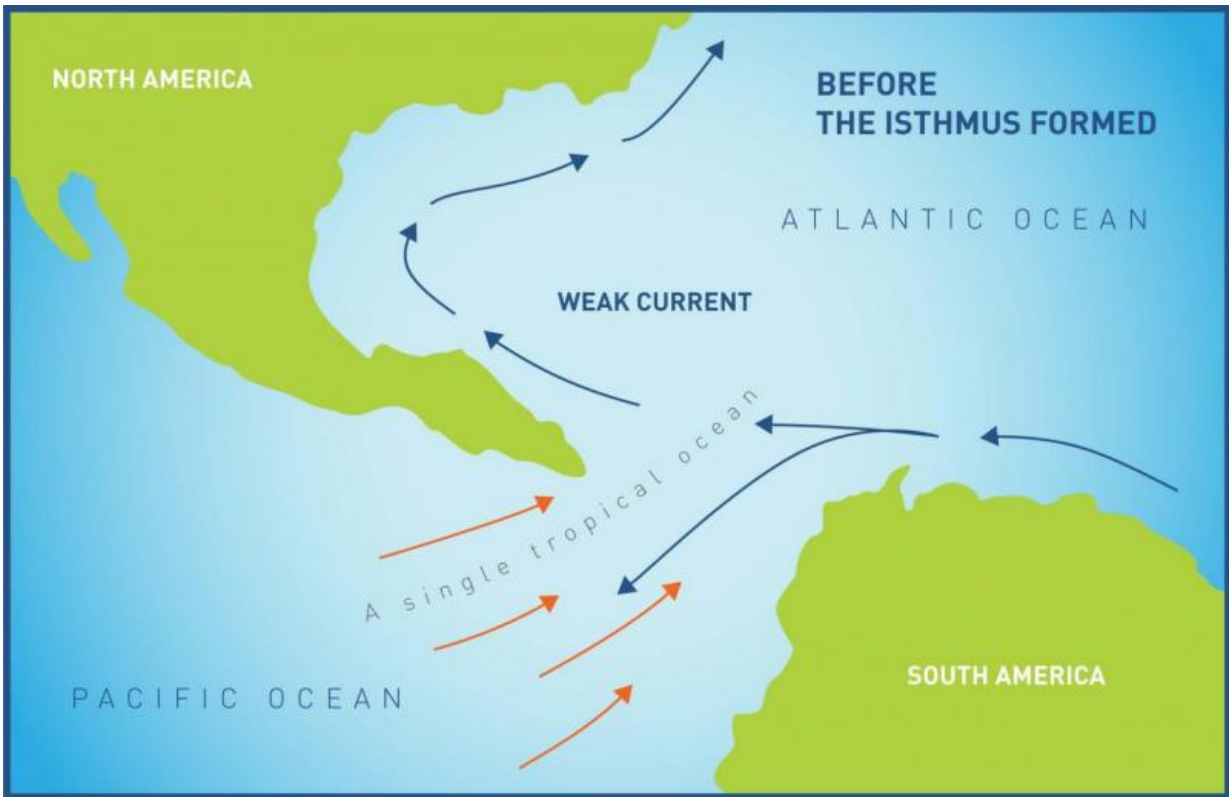 NORTH AMERICA
BEFORE
THE ISTHMUS FORMED
ATLANTIC OCEAN
WEAK CURRENT
A single tropical ocean
PACIFIC OCEAN
SOUTH AMERICA